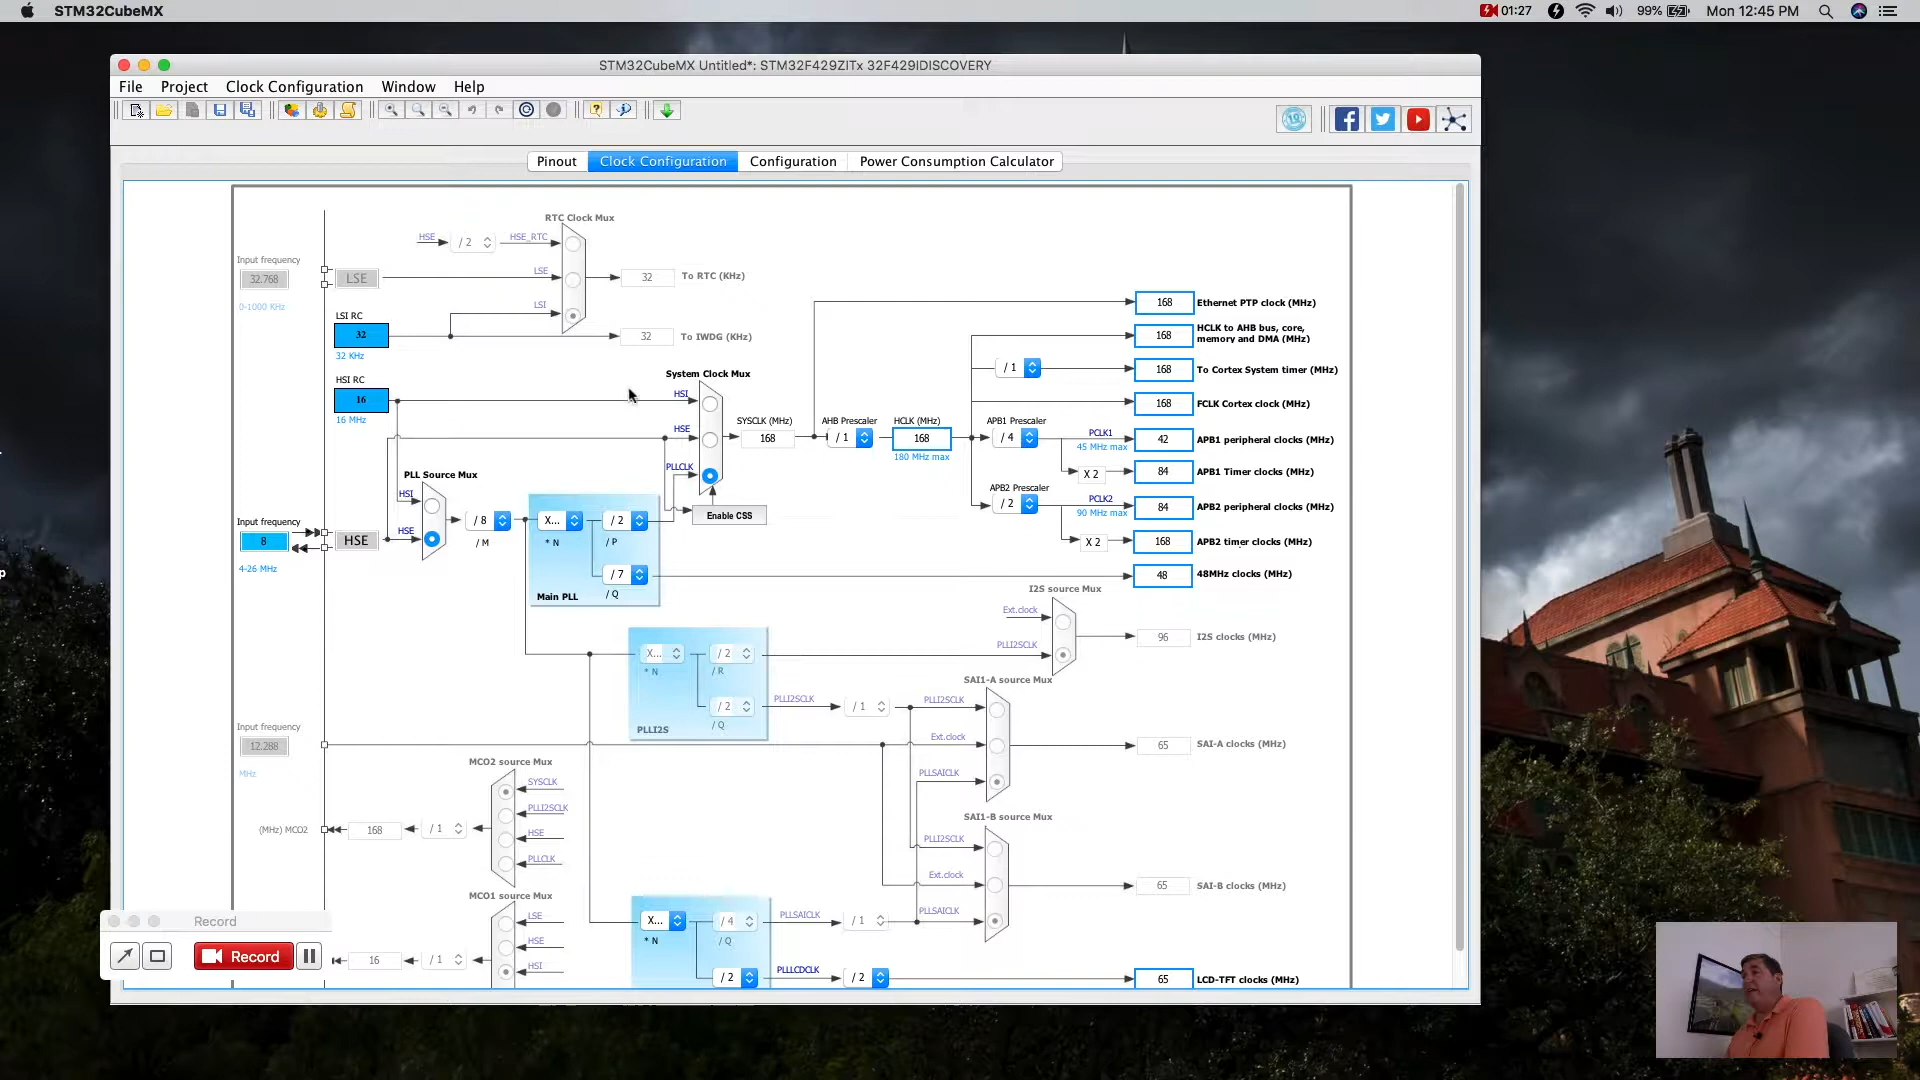 STM32CubeMX
01:27
99%
Mon 12:45 PM
STM32CubeMX Untitled*: STM32F429ZITx 32F429IDISCOVERY
File Project Clock Configuration Window Help
Pinout Clock Configuration Configuration Power Consumption Calculator
RTC Clock Mux
HSE / 2 HSE_RTC
Input frequency
32.768 LSE LSE 32 To RTC (KHz)
0-1000 KHz
LSI
LSI RC
32 32 To IWDG (KHz)
32 KHz
168 Ethernet PTP clock (MHz)
168 HCLK to AHB bus, core,
memory and DMA (MHz)
/ 1 168 To Cortex System timer (MHz)
HSI RC System Clock Mux
16 HSI 168 FCLK Cortex clock (MHz)
16 MHz
SYSCLK (MHz) AHB Prescaler HCLK (MHz) APB1 Prescaler
HSE 168 / 1 168 / 4 PCLK1 42 APB1 peripheral clocks (MHz)
180 MHz max 45 MHz max
PLLCLK X 2 84 APB1 Timer clocks (MHz)
PLL Source Mux
APB2 Prescaler
HSI / 2 PCLK2 84 APB2 peripheral clocks (MHz)
90 MHz max
Enable CSS
Input frequency / 8 X... / 2
8 HSE HSE / M * N / P X 2 168 APB2 timer clocks (MHz)
4-26 MHz
/ 7 48 48MHz clocks (MHz)
Main PLL / Q
I2S source Mux
Ext.clock
96 I2S clocks (MHz)
X... / 2 PLLI2SCLK
* N / R
SAI1-A source Mux
/ 2 PLLI2SCLK / 1 PLLI2SCLK
PLLI2S / Q
Input frequency
12.288 Ext.clock 65 SAI-A clocks (MHz)
MHz
PLLSAICLK
MCO2 source Mux
SYSCLK
PLLI2SCLK
(MHz) MCO2 168 / 1 HSE
PLLCLK
SAI1-B source Mux
PLLI2SCLK
Ext.clock 65 SAI-B clocks (MHz)
MCO1 source Mux
LSE X... / 4 PLLSAICLK / 1 PLLSAICLK
* N / Q
HSE
16 / 1 HSI
/ 2 PLLLCDCLK / 2 65 LCD-TFT clocks (MHz)
Record
Record